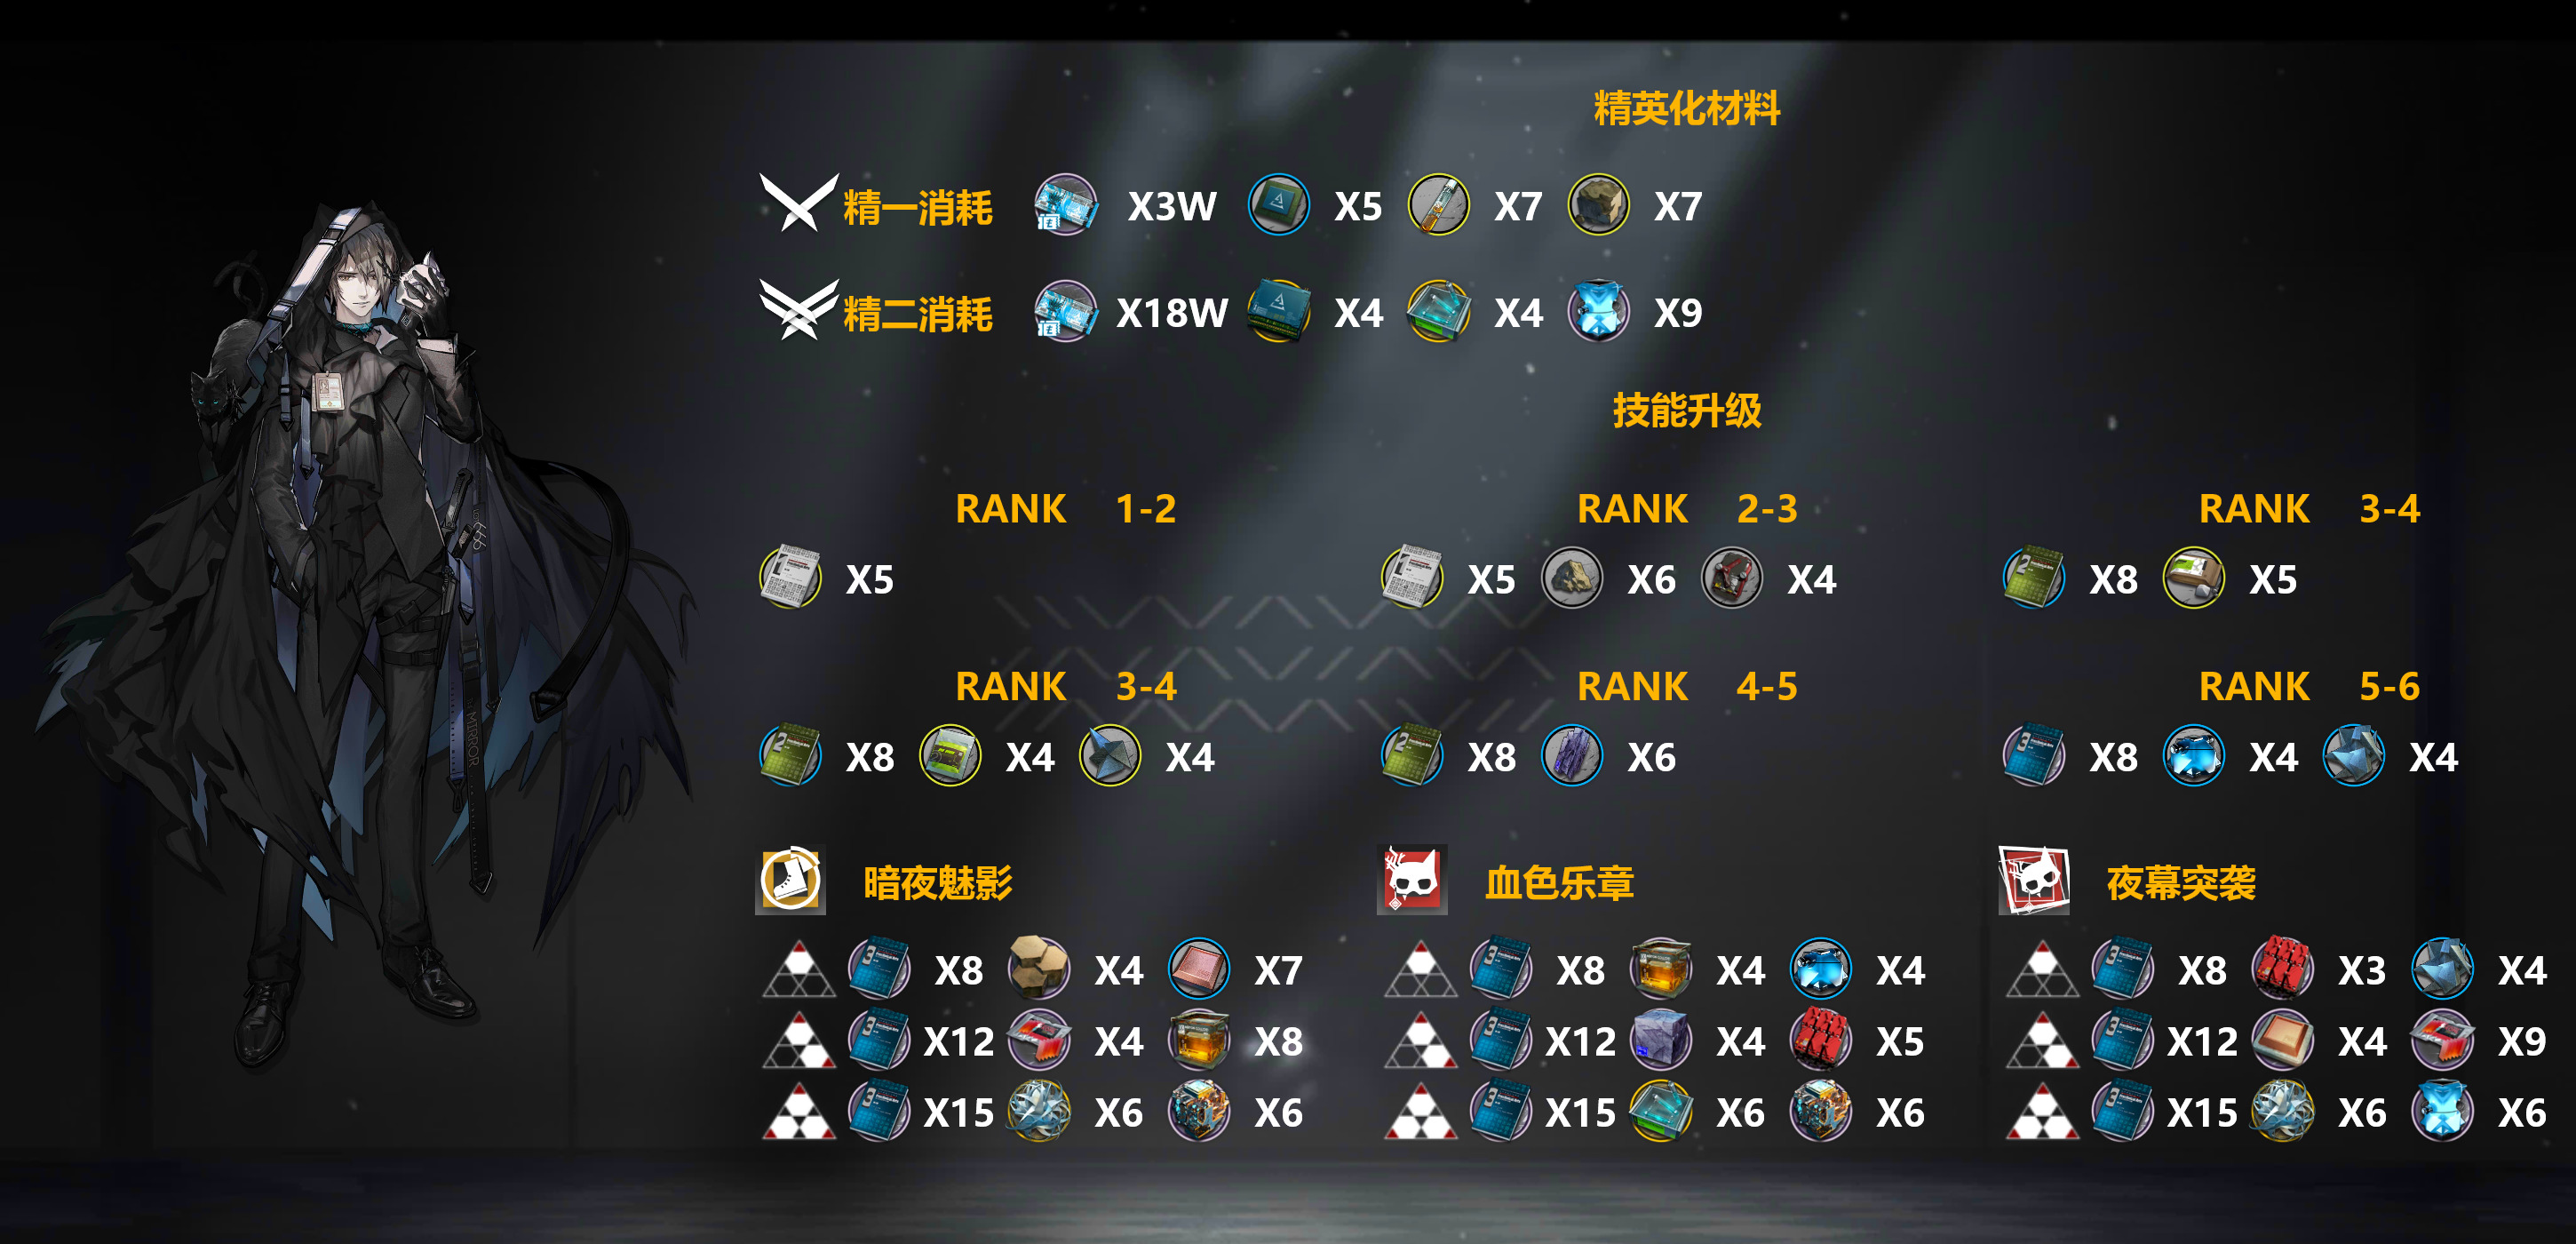 精英化材料
精一消耗 X3W X5 X7 X7
精二消耗 X18W X4 X4 X9
技能升级
RANK 1-2 RANK 2-3 RANK 3-4
X5 X5 X6 X4 X8 X5
RANK 3-4 RANK 4-5 RANK 5-6
X8 X4 X4 X8 X6 X8 X4 X4
暗夜魅影 血色乐章 夜幕突袭
X8 X4 X7 X8 X4 X4 X8 X3 X4
X12 X4 X8 X12 X4 X5 X12 X4 X9
X15 X6 X6 X15 X6 X6 X15 X6 X6
MIRROR